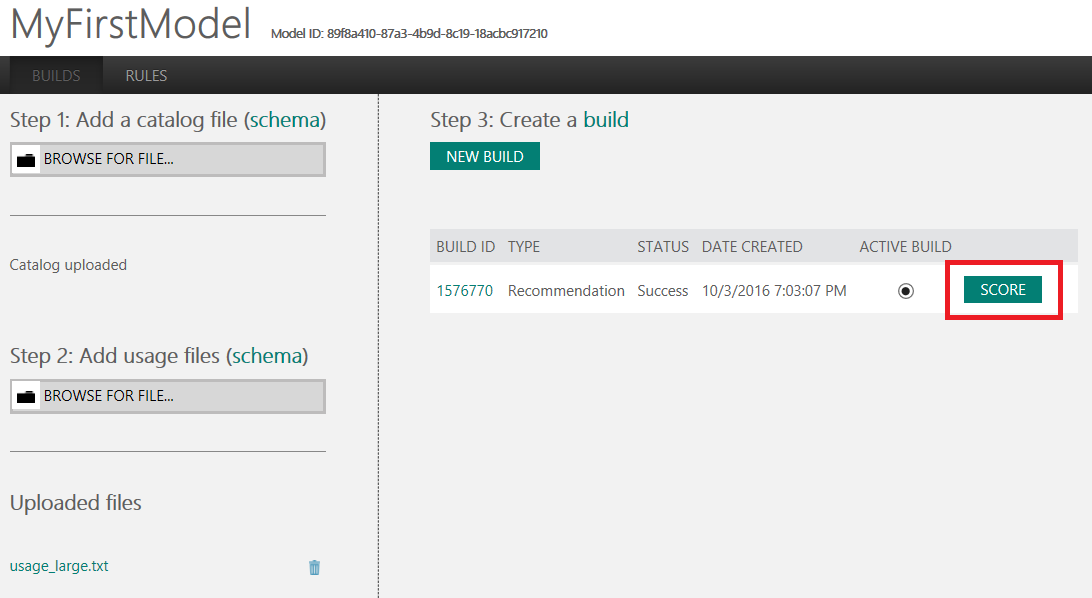 MyFirstModel Model ID: 89f8a410-87a3-4b9d-8c19-18acbc917210
BUILDS RULES
Step 1: Add a catalog file (schema)
BROWSE FOR FILE...
Catalog uploaded
Step 2: Add usage files (schema)
BROWSE FOR FILE...
Uploaded files
usage_large.txt
Step 3: Create a build
NEW BUILD
BUILD ID TYPE STATUS DATE CREATED ACTIVE BUILD
1576770 Recommendation Success 10/3/2016 7:03:07 PM SCORE